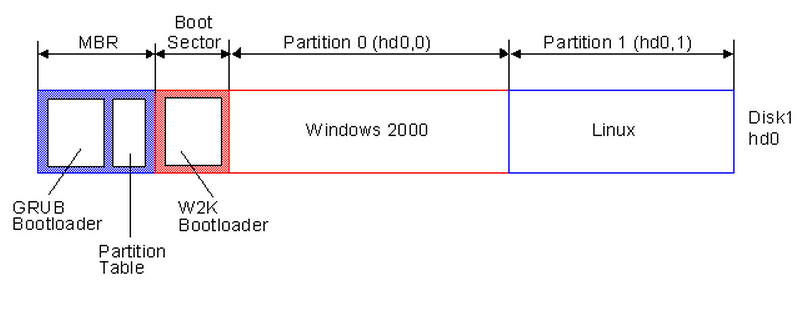 Boot
MBR
Sector
Partition 0 (hd0,0)
Partition 1 (hd0,1)
Windows 2000
Linux
Disk1
hd0
GRUB
Bootloader
W2K
Bootloader
Partition
Table